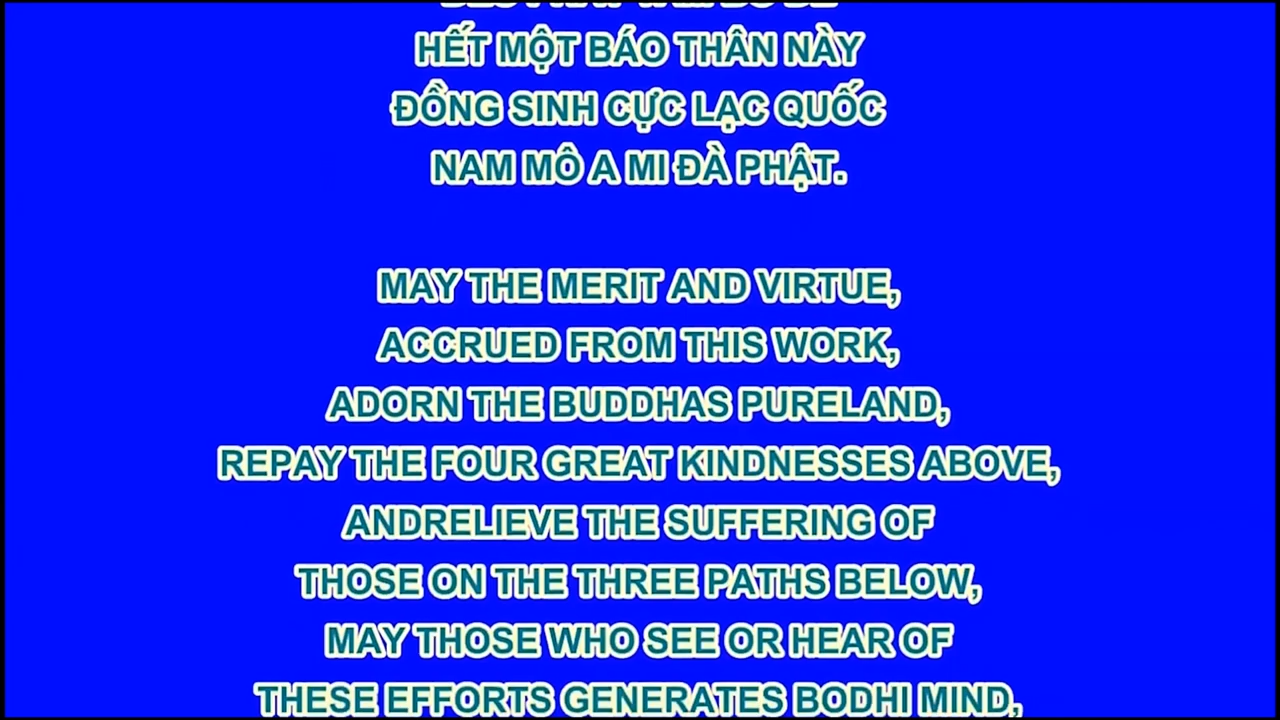 HẾT MỘT BÁO THÂN NÀY
ĐỒNG SINH CỰC LẠC QUỐC
NAM MÔ A MI ĐÀ PHẬT.
MAY THE MERIT AND VIRTUE,
ACCRUED FROM THIS WORK,
ADORN THE BUDDHAS PURELAND,
REPAY THE FOUR GREAT KINDNESSES ABOVE,
ANDRELIEVE THE SUFFERING OF
THOSE ON THE THREE PATHS BELOW,
MAY THOSE WHO SEE OR HEAR OF
THESE EFFORTS GENERATES BODHI MIND,